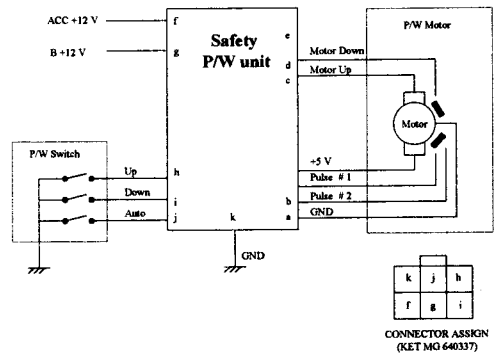 ACC +12 V
f
B +12 V
g
Safety
P/W unit
e
d
c
Motor Down
Motor Up
P/W Motor
Motor
+5 V
Pulse # 1
Pulse # 2
GND
b
a
P/W Switch
Up
h
Down
i
Auto
j
k
GND
k j h
f g i
CONNECTOR ASSIGN
(KET MG 640337)